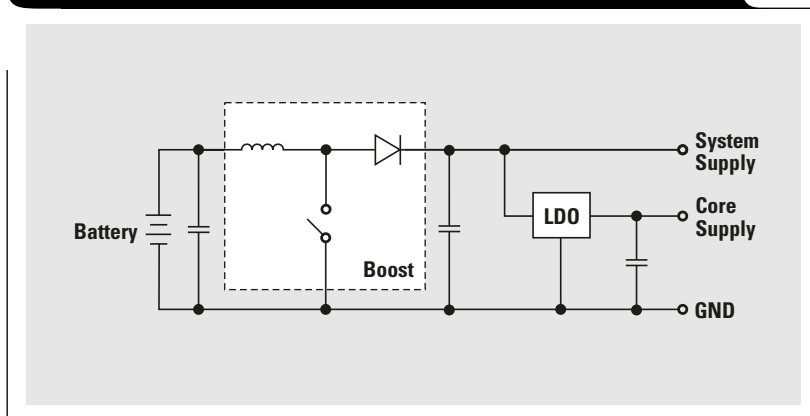 System
Supply
Battery
LDO
Core
Supply
Boost
GND